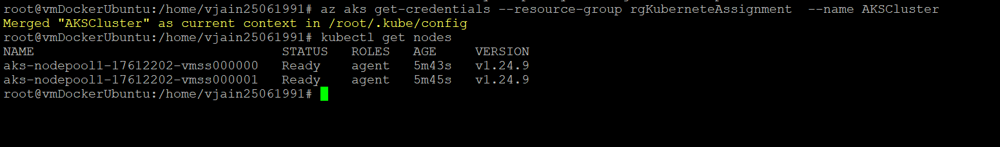 root@vmDockerUbuntu:/home/vjain25061991# az aks get-credentials --resource-group rgKuberneteAssignment  --name AKSCluster
Merged "AKSCluster" as current context in /root/.kube/config
root@vmDockerUbuntu:/home/vjain25061991# kubectl get nodes
NAME                                STATUS   ROLES   AGE     VERSION
aks-nodepool1-17612202-vmss000000   Ready    agent   5m43s   v1.24.9
aks-nodepool1-17612202-vmss000001   Ready    agent   5m45s   v1.24.9
root@vmDockerUbuntu:/home/vjain25061991#